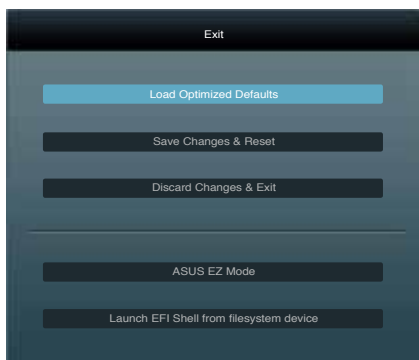 Exit
Load Optimized Defaults
Save Changes & Reset
Discard Changes & Exit
ASUS EZ Mode
Launch EFI Shell from filesystem device